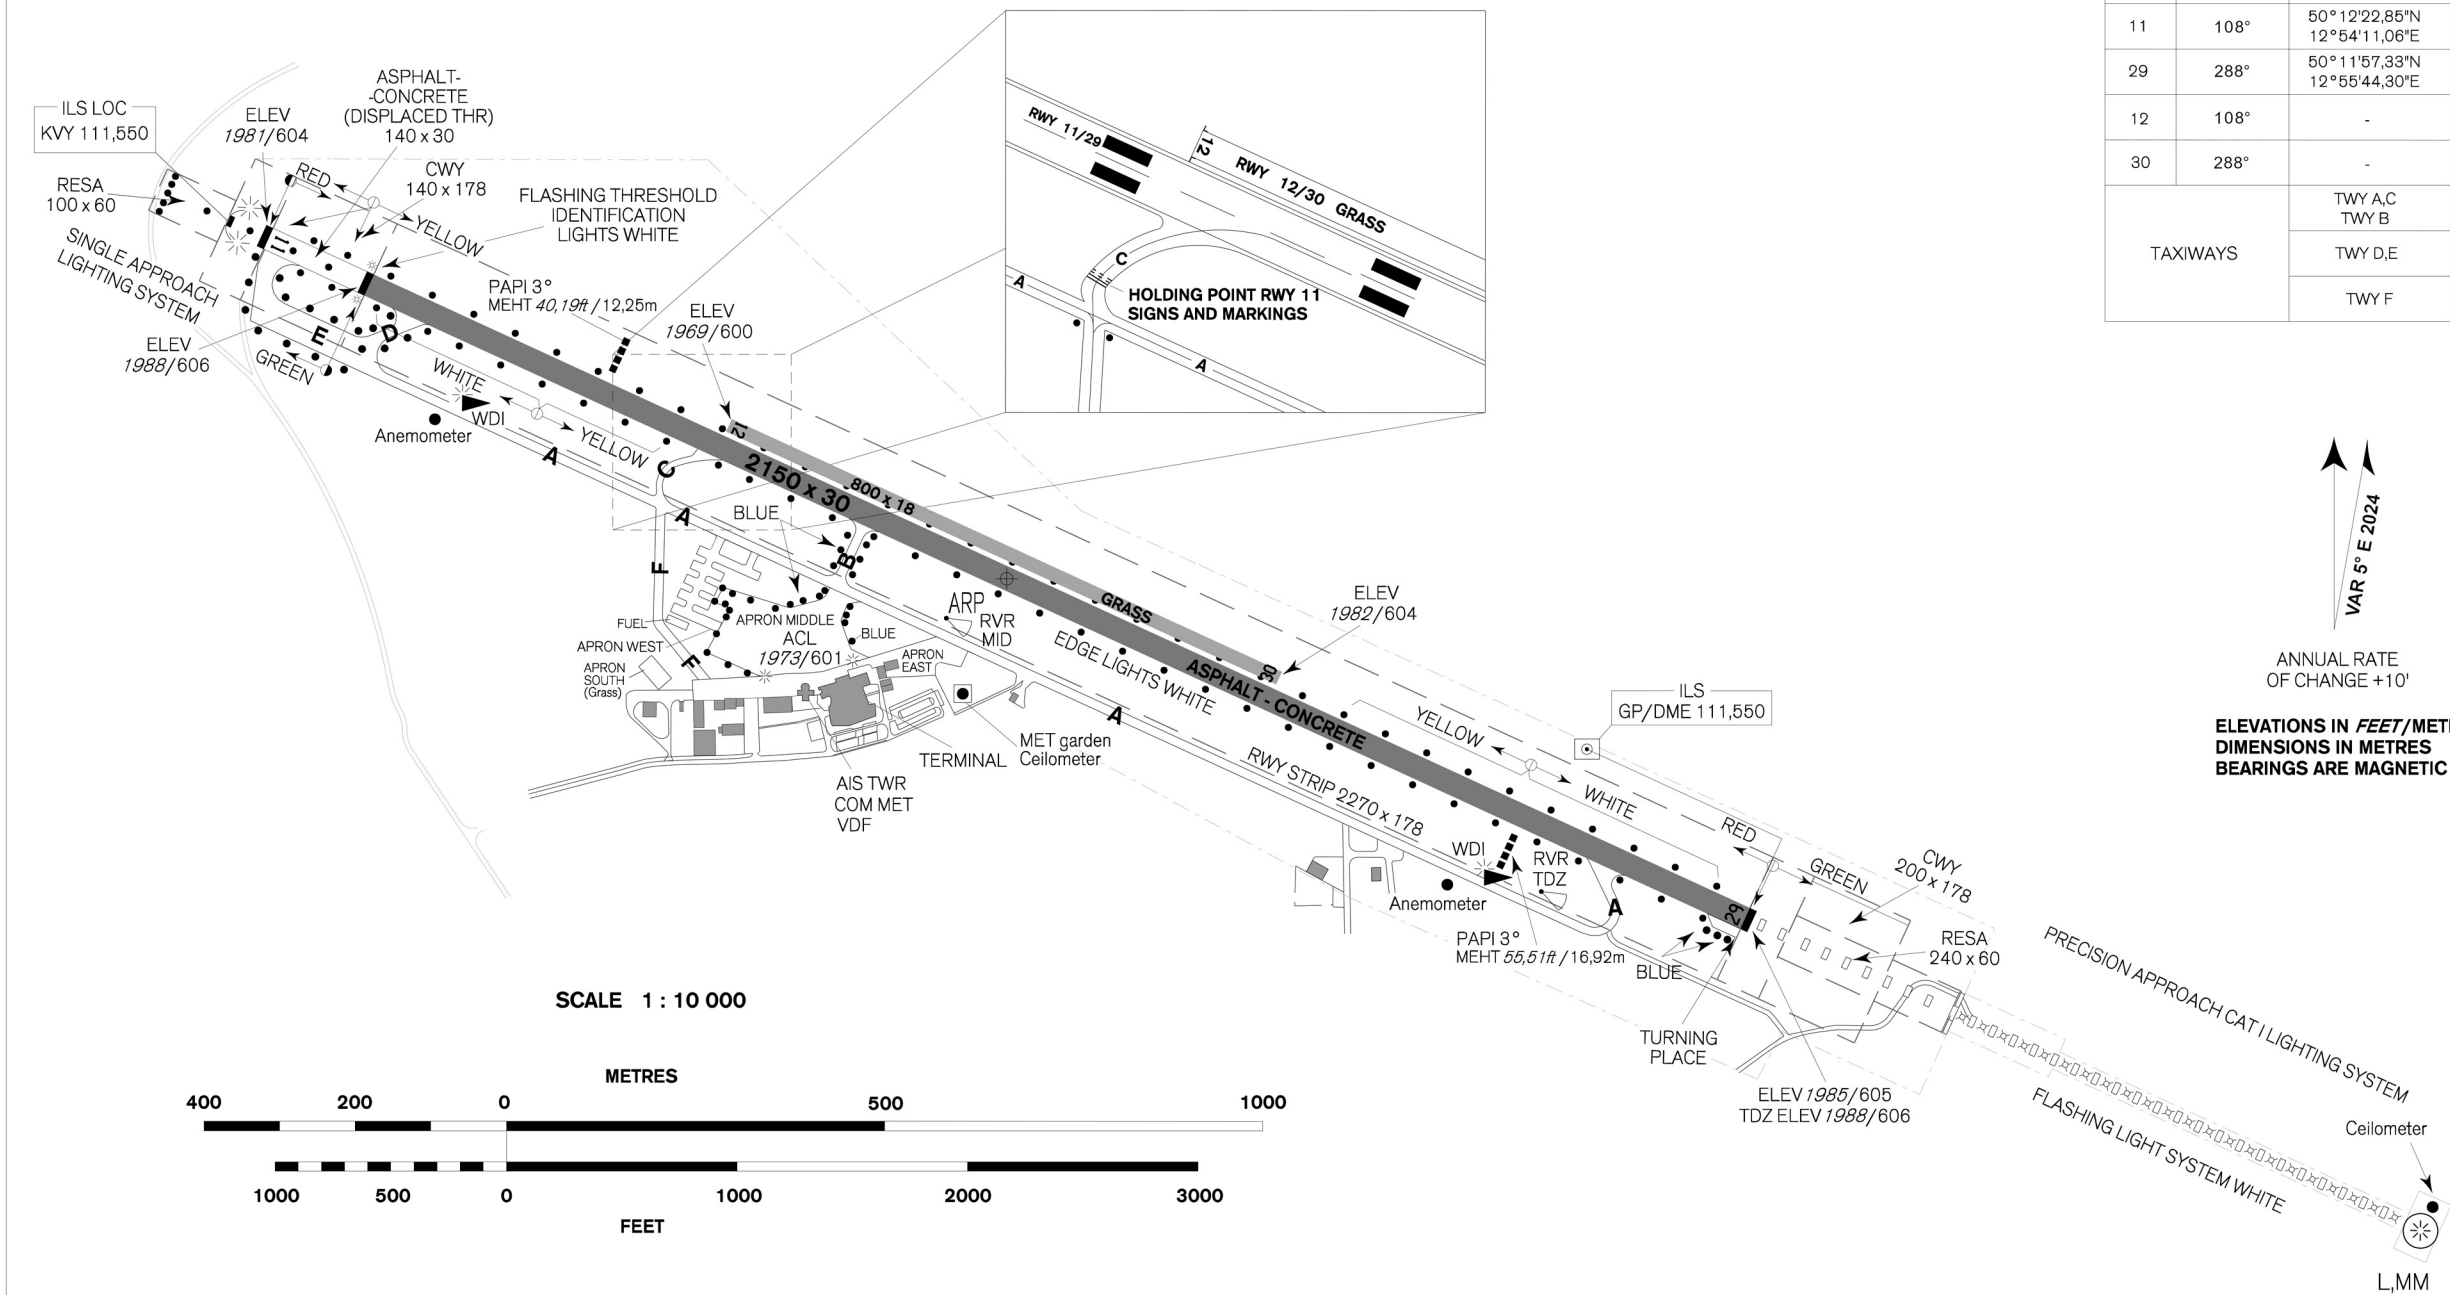 ILS LOC
KVY 111,550
ELEV
1981/604
ASPHALT-
-CONCRETE
(DISPLACED THR)
140 x 30
CWY
140 x 178
RESA
100 x 60
RED
YELLOW
FLASHING THRESHOLD
IDENTIFICATION
LIGHTS WHITE
SINGLE APPROACH
LIGHTING SYSTEM
11
PAPI 3°
MEHT 40,19ft / 12,25m
ELEV
1969/600
ELEV
1988/606
E
D
GREEN
WHITE
WDI
Anemometer
YELLOW
A
C
12
2150 x 30
800 x 18
A
BLUE
B
F
FUEL
APRON WEST
APRON
SOUTH
(Grass)
F
APRON MIDDLE
ACL
1973/601
BLUE
APRON
EAST
ARP
RVR
MID
GRASS
30
ELEV
1982/604
EDGE LIGHTS WHITE
ASPHALT - CONCRETE
A
MET garden
Ceilometer
TERMINAL
AIS TWR
COM MET
VDF
RWY STRIP 2270 x 178
YELLOW
WHITE
ILS
GP/DME 111,550
RED
GREEN
CWY
200 x 178
RESA
240 x 60
WDI
RVR
TDZ
Anemometer
PAPI 3°
MEHT 55,51ft / 16,92m
A
29
BLUE
TURNING
PLACE
ELEV 1985/605
TDZ ELEV 1988/606
PRECISION APPROACH CAT I LIGHTING SYSTEM
FLASHING LIGHT SYSTEM WHITE
Ceilometer
L,MM
RWY 11/29
12
RWY 12/30 GRASS
C
A
HOLDING POINT RWY 11
SIGNS AND MARKINGS
A
11 108° 50°12'22,85"N
12°54'11,06"E
29 288° 50°11'57,33"N
12°55'44,30"E
12 108° -
30 288° -
TAXIWAYS
TWY A,C
TWY B
TWY D,E
TWY F
VAR 5° E 2024
ANNUAL RATE
OF CHANGE +10'
ELEVATIONS IN FEET/MET
DIMENSIONS IN METRES
BEARINGS ARE MAGNETIC
SCALE 1 : 10 000
METRES
400 200 0 500 1000
1000 500 0 1000 2000 3000
FEET